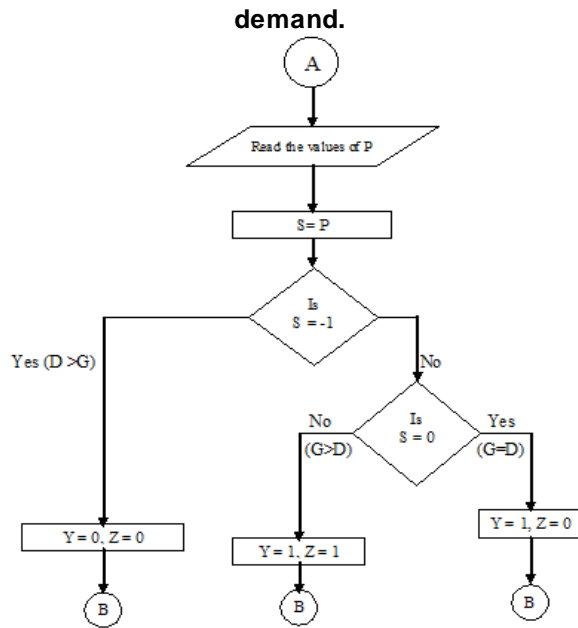 demand.
A
Read the values of P
S= P
Is
S = -1
Yes (D >G)
No
Is
S = 0
No
(G>D)
Yes
(G=D)
Y = 0, Z = 0
Y = 1, Z = 1
Y = 1, Z = 0
B
B
B